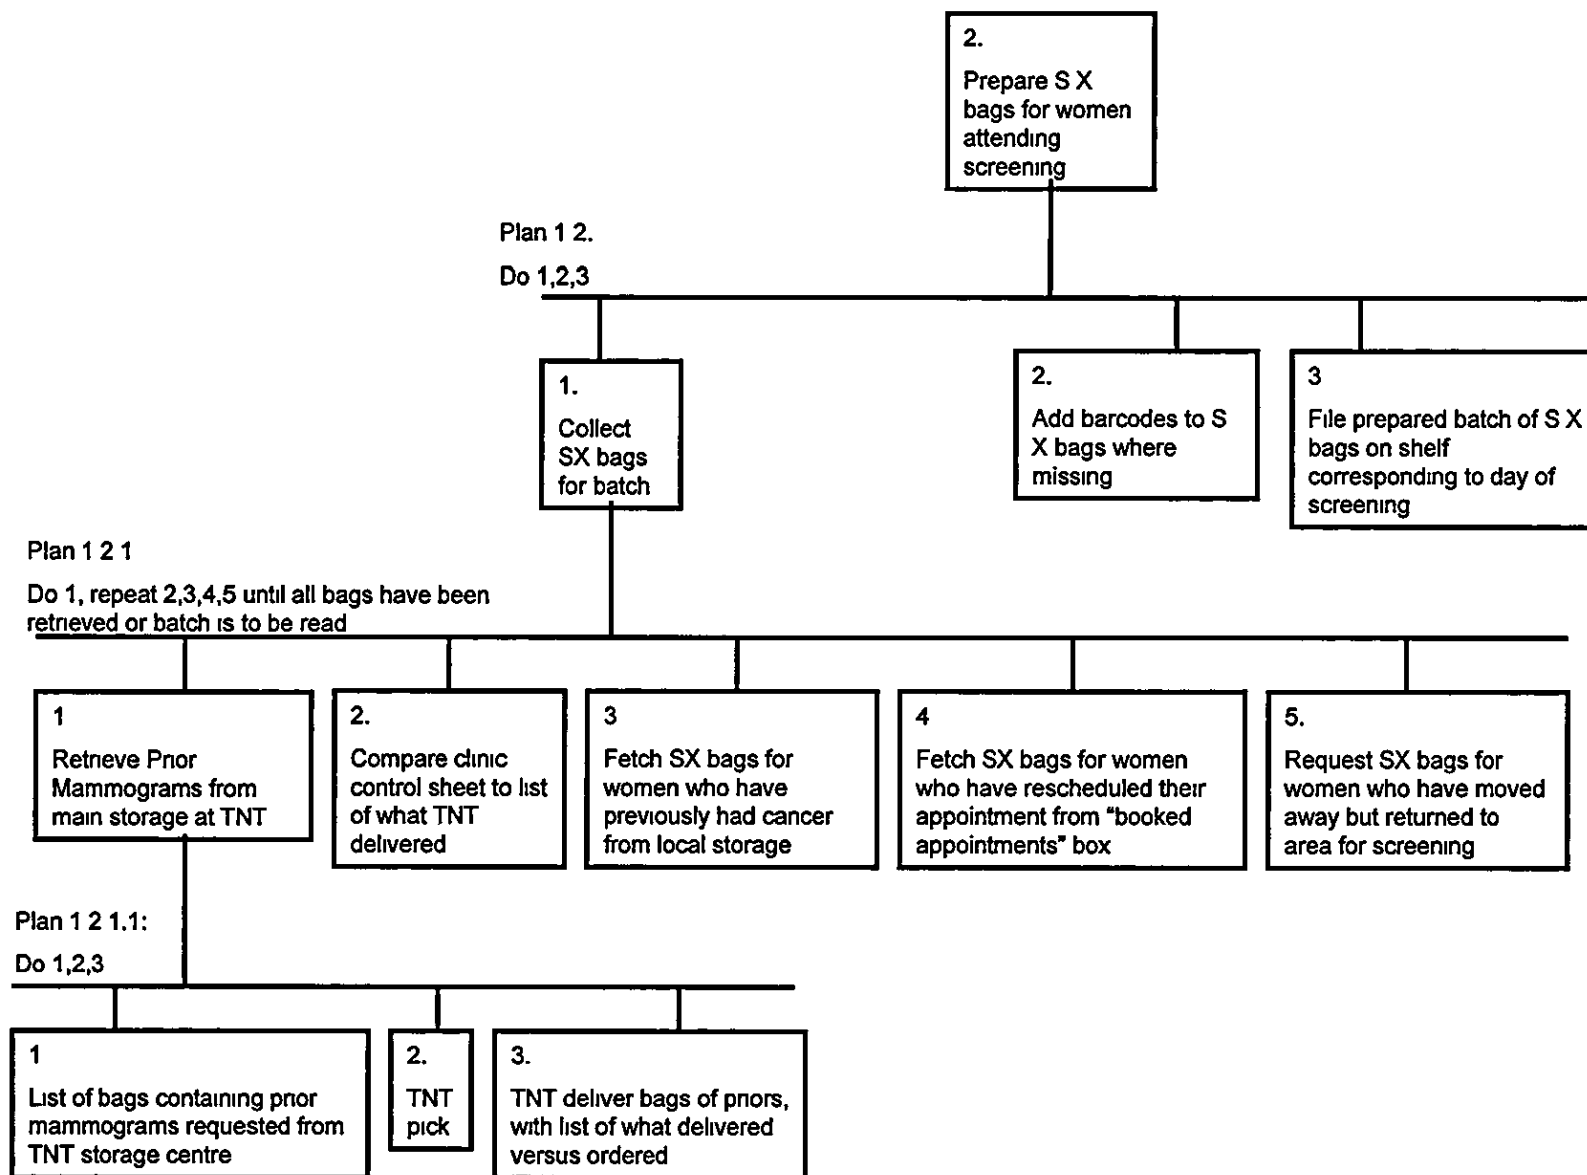 2.
Prepare S X
bags for women
attending
screening
Plan 1 2.
Do 1,2,3
1.
Collect
SX bags
for batch
2.
Add barcodes to S
X bags where
missing
3
File prepared batch of S X
bags on shelf
corresponding to day of
screening
Plan 1 2 1
Do 1, repeat 2,3,4,5 until all bags have been
retrieved or batch is to be read
1
Retrieve Prior
Mammograms from
main storage at TNT
2.
Compare clinic
control sheet to list
of what TNT
delivered
3
Fetch SX bags for
women who have
previously had cancer
from local storage
4
Fetch SX bags for women
who have rescheduled their
appointment from "booked
appointments" box
5.
Request SX bags for
women who have moved
away but returned to
area for screening
Plan 1 2 1.1:
Do 1,2,3
1
List of bags containing prior
mammograms requested from
TNT storage centre
2.
TNT
pick
3.
TNT deliver bags of priors,
with list of what delivered
versus ordered